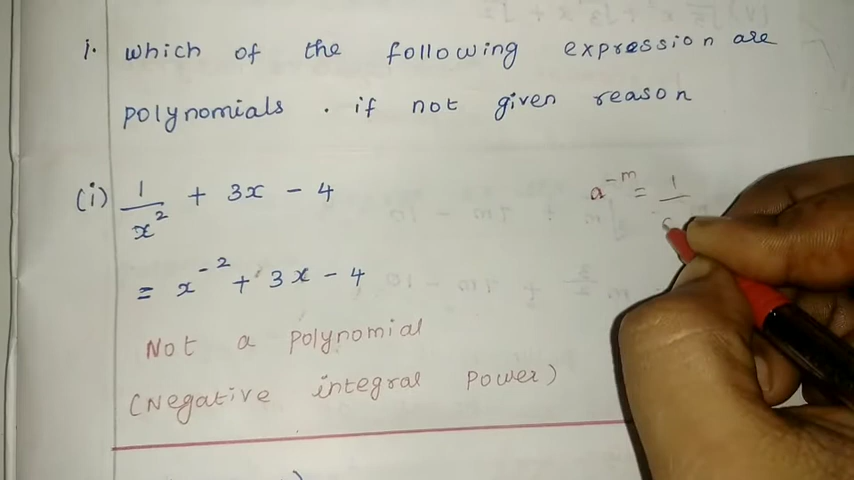 1. which of the following expression are
polynomials . if not given reason
(i) 1/x² + 3x - 4
a⁻ᵐ = 1/
= x⁻² + 3x - 4
Not a polynomial
(Negative integral power)